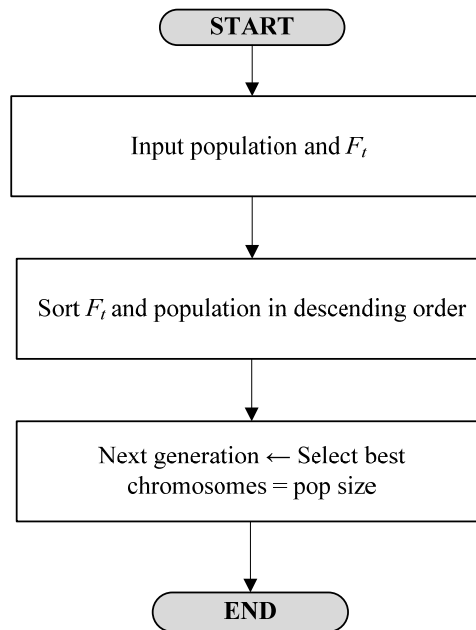 START
Input population and Fₜ
Sort Fₜ and population in descending order
Next generation ← Select best
chromosomes = pop size
END